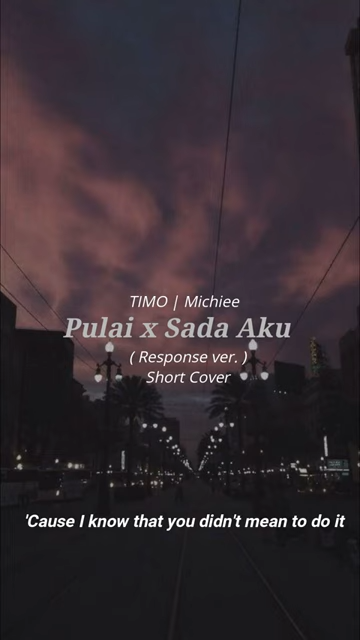 TIMO | Michiee
Pulai x Sada Aku
( Response ver. )
Short Cover
'Cause I know that you didn't mean to do it